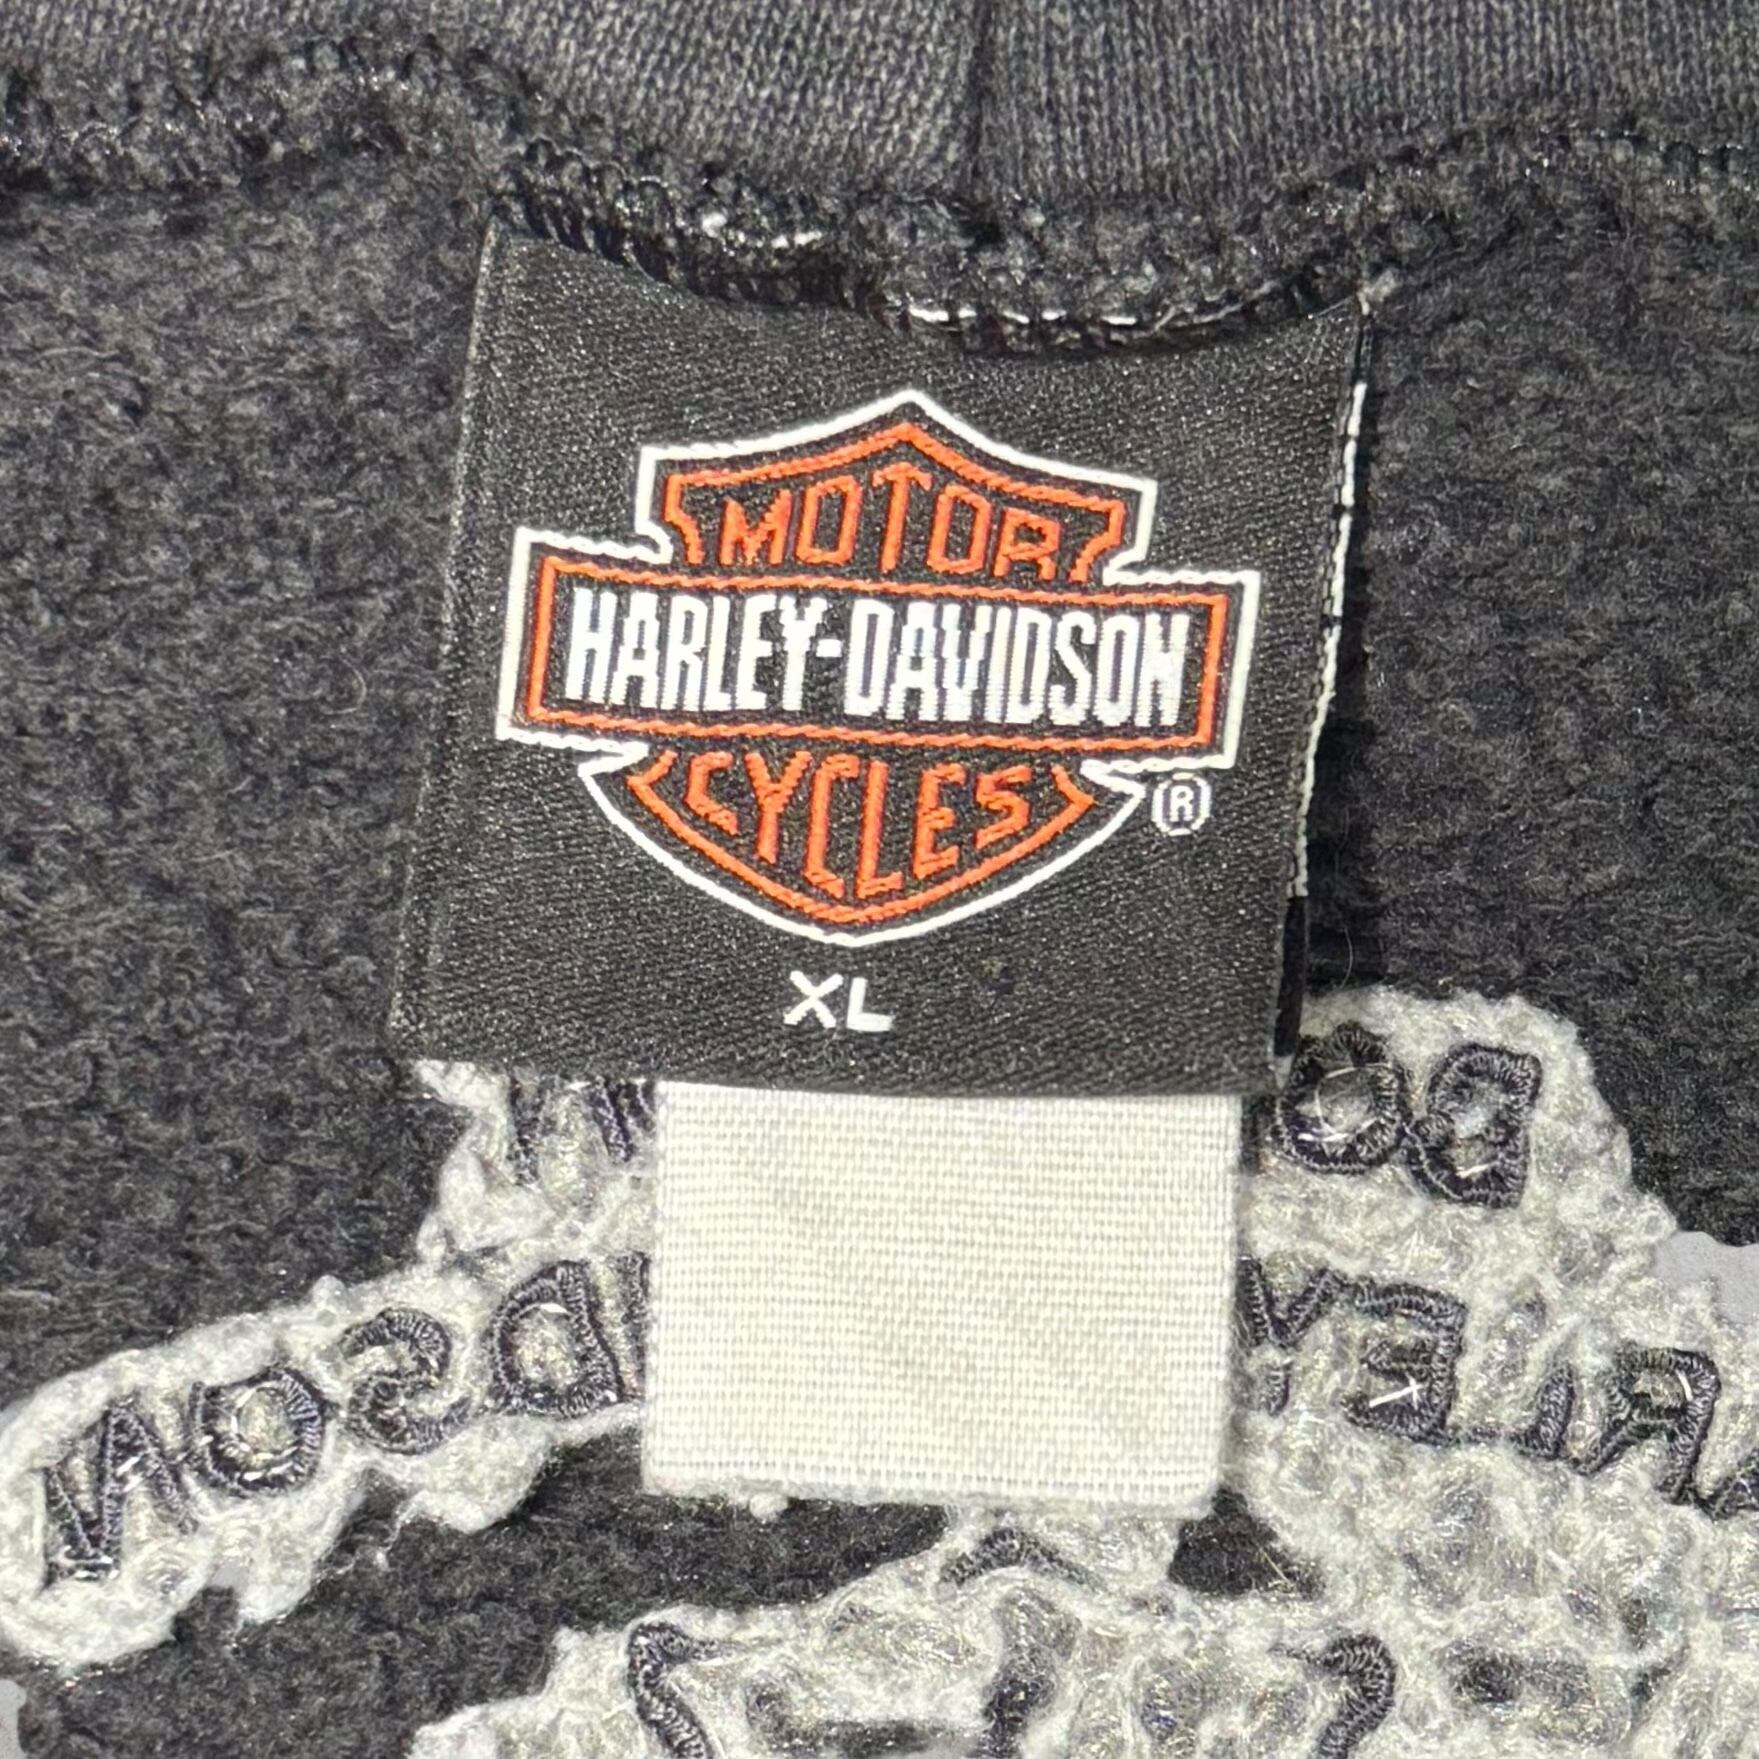 MOTOR
HARLEY-DAVIDSON
CYCLES
®
XL